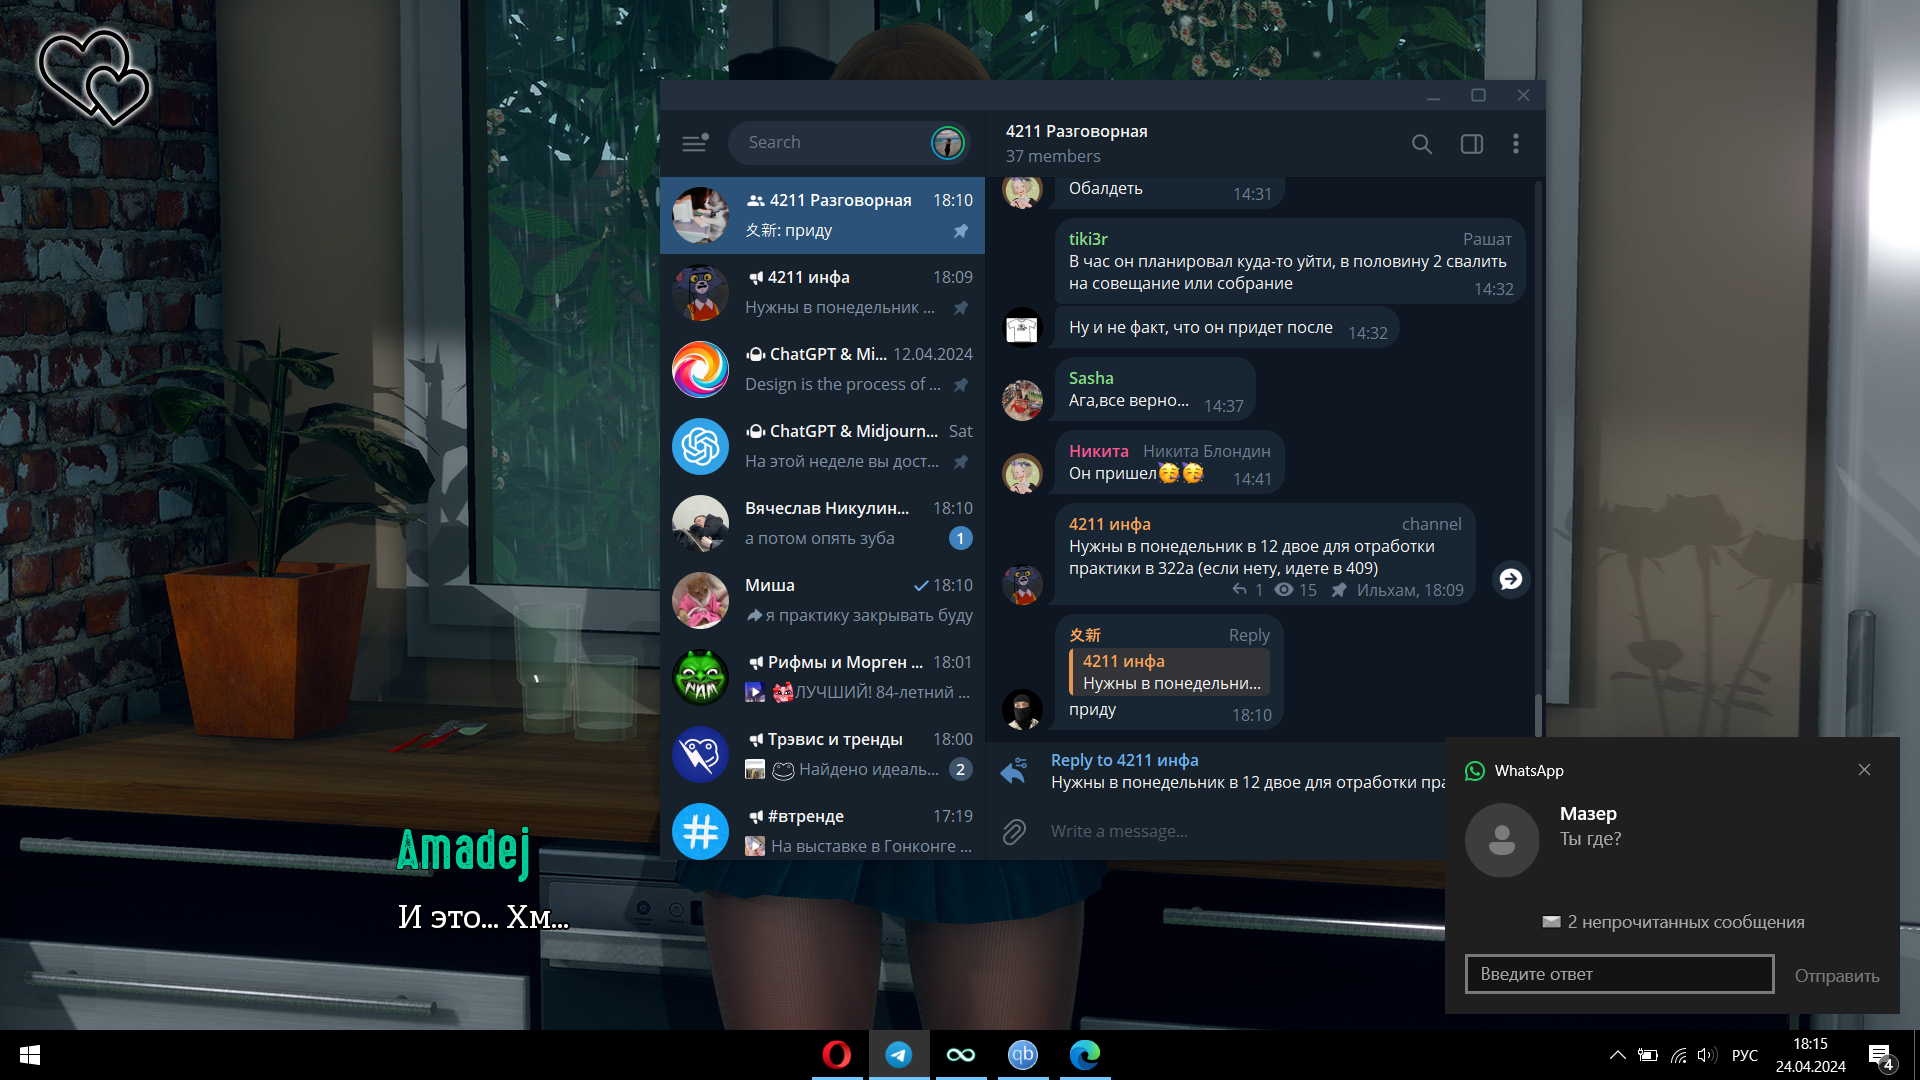 Search
4211 Разговорная
18:10
爻新: приду
4211 инфа
18:09
Нужны в понедельник ...
ChatGPT & Mi...
12.04.2024
Design is the process of ...
ChatGPT & Midjourn...
Sat
На этой неделе вы дост...
Вячеслав Никулин...
18:10
а потом опять зуба
1
Миша
18:10
я практику закрывать буду
Рифмы и Морген ...
18:01
ЛУЧШИЙ! 84-летний ...
Трэвис и тренды
18:00
Найдено идеаль...
2
#втренде
17:19
На выставке в Гонконге ...
4211 Разговорная
37 members
Обалдеть
14:31
tiki3r
Рашат
В час он планировал куда-то уйти, в половину 2 свалить
на совещание или собрание
14:32
Ну и не факт, что он придет после
14:32
Sasha
Ага,все верно...
14:37
Никита
Никита Блондин
Он пришел🥳🥳
14:41
4211 инфа
channel
Нужны в понедельник в 12 двое для отработки
практики в 322а (если нету, идете в 409)
1
15
Ильхам, 18:09
爻新
Reply
4211 инфа
Нужны в понедельни...
приду
18:10
Reply to 4211 инфа
Нужны в понедельник в 12 двое для отработки пра
Write a message...
WhatsApp
Мазер
Ты где?
2 непрочитанных сообщения
Введите ответ
Отправить
Amadej
И это... Хм...
qb
РУС
18:15
24.04.2024
4